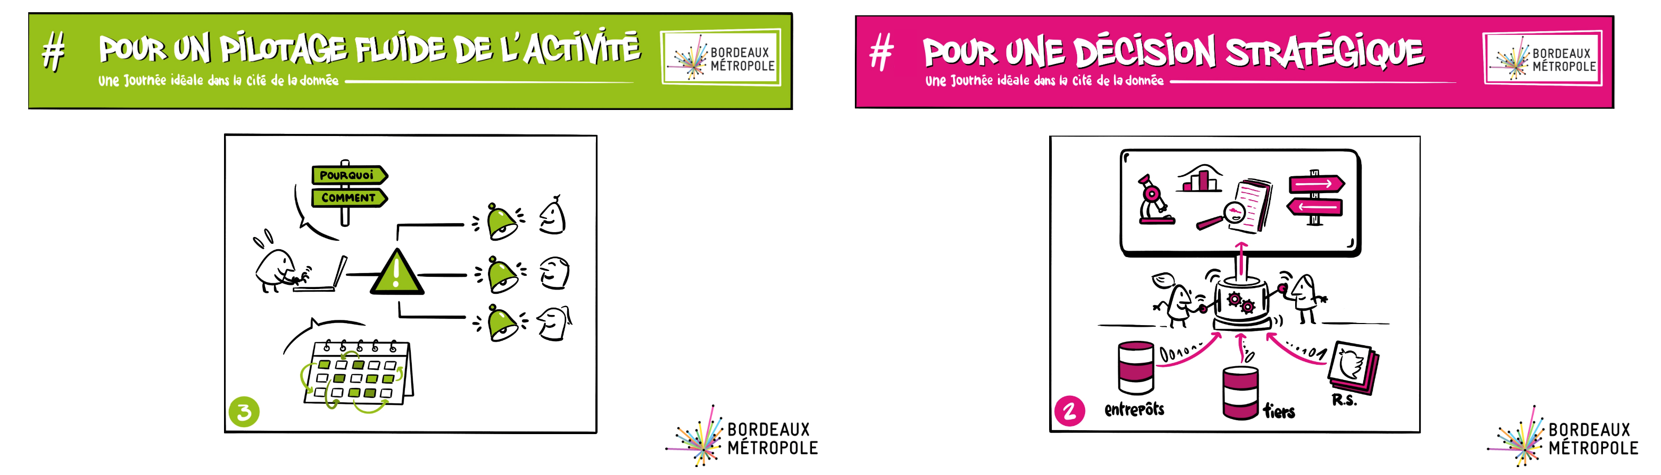 # POUR UN PILOTAGE FLUIDE DE L'ACTIVITÉ
Une Journée idéale dans la Cité de la donnée
BORDEAUX
MÉTROPOLE
POURQUOI
COMMENT
!
3
BORDEAUX
MÉTROPOLE
# POUR UNE DÉCISION STRATÉGIQUE
Une Journée idéale dans la Cité de la donnée
BORDEAUX
MÉTROPOLE
entrepôts
tiers
R.S.
2
BORDEAUX
MÉTROPOLE